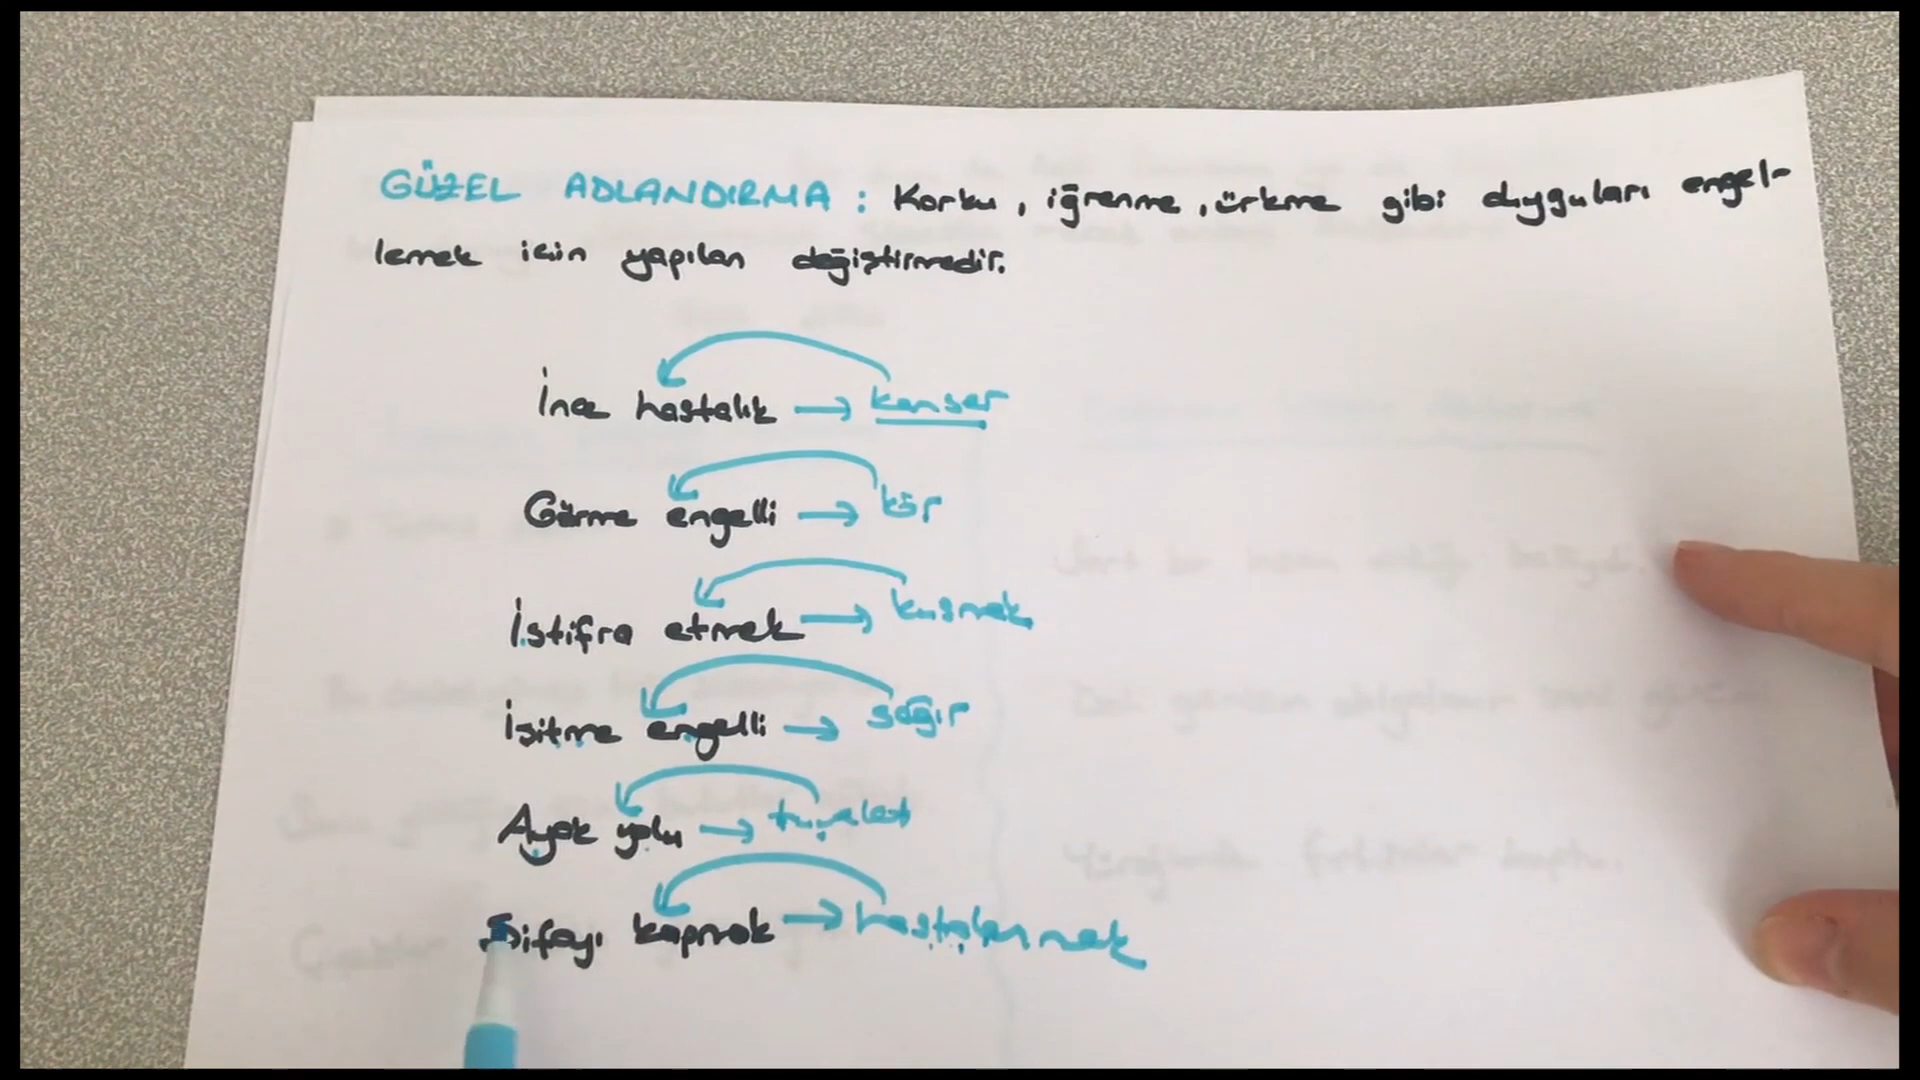 GÜZEL ADLANDIRMA : Korku, iğrenme, ürkme gibi duyguları engel-
lemek için yapılan değiştirmedir.
İnce hastalık → kanser
Görme engelli → kör
İstifra etmek → kusmak
İşitme engelli → sağır
Ayak yolu → tuvalet
Şifayı kapmak → hastalanmak